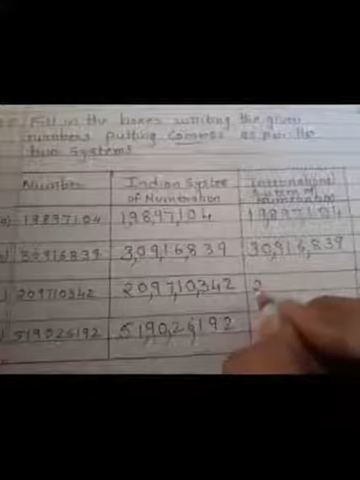 Fill in the boxes writing the given
numbers putting commas as per the
two systems
Number Indian System of Numeration International System of Numeration
19897104 1,98,97,104 19,897,104
30916839 3,09,16,839 30,916,839
209710342 20,97,10,342 2
519026192 51,90,26,192